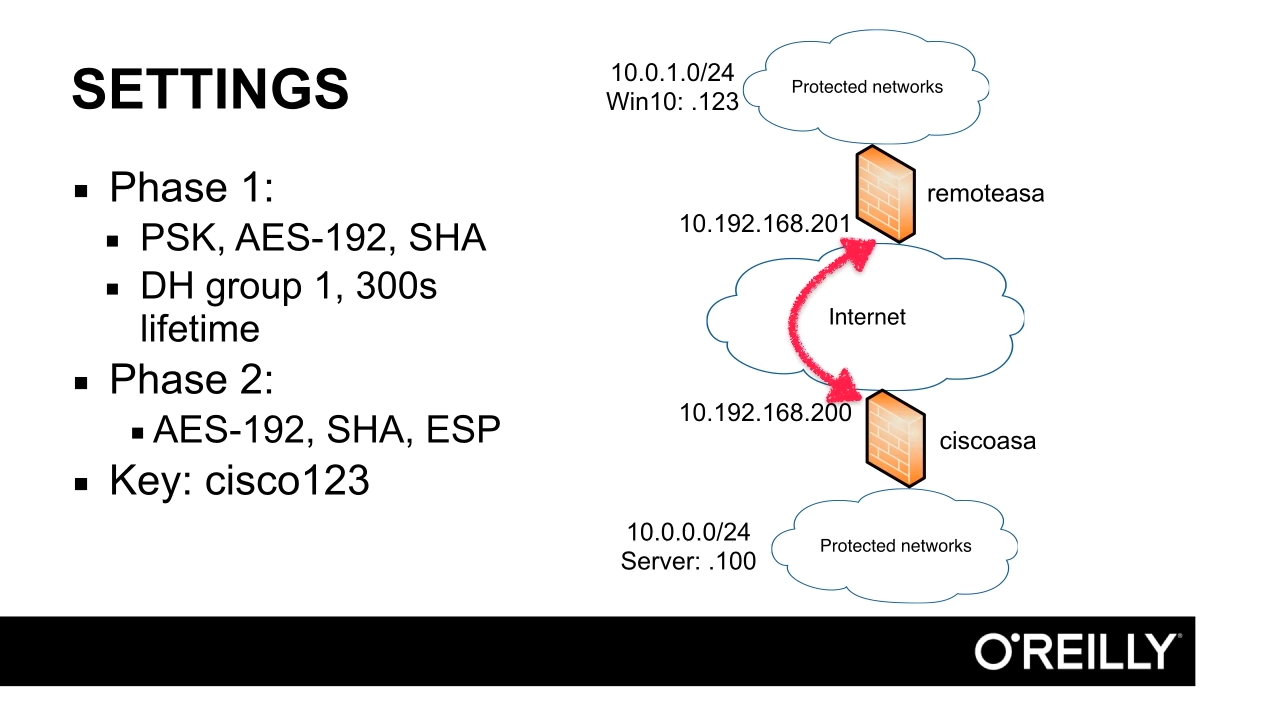 SETTINGS
▪ Phase 1:
▪ PSK, AES-192, SHA
▪ DH group 1, 300s
lifetime
▪ Phase 2:
▪ AES-192, SHA, ESP
▪ Key: cisco123
10.0.1.0/24
Win10: .123
Protected networks
remoteasa
10.192.168.201
Internet
10.192.168.200
ciscoasa
10.0.0.0/24
Server: .100
Protected networks
O'REILLY®